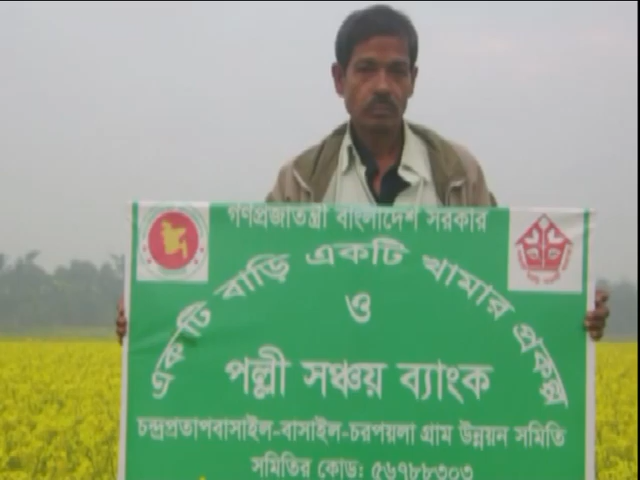 গণপ্রজাতন্ত্রী বাংলাদেশ সরকার
একটি বাড়ি একটি খামার প্রকল্প
ও
পল্লী সঞ্চয় ব্যাংক
চন্দ্রপ্রতাপবাসাইল-বাসাইল-চরপয়লা গ্রাম উন্নয়ন সমিতি
সমিতির কোড: ৫৬৭৮৮৩০৩